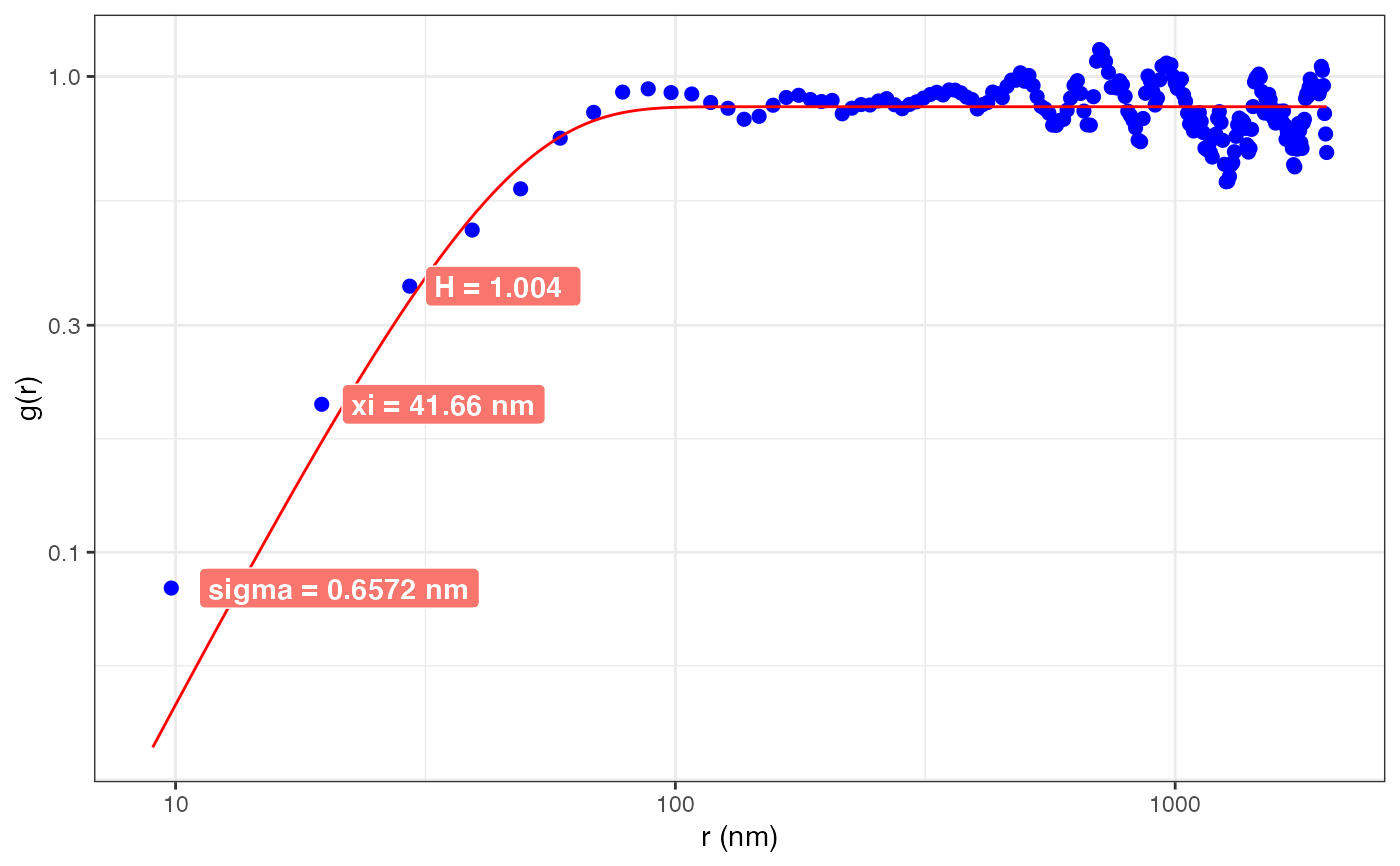 1.0
0.3
0.1
g(r)
H = 1.004
xi = 41.66 nm
sigma = 0.6572 nm
10
100
1000
r (nm)